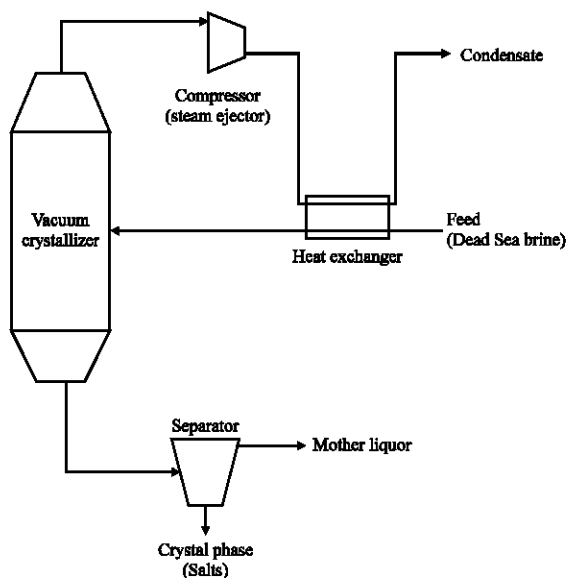 Compressor
(steam ejector)
Condensate
Vacuum
crystallizer
Feed
(Dead Sea brine)
Heat exchanger
Separator
Mother liquor
Crystal phase
(Salts)